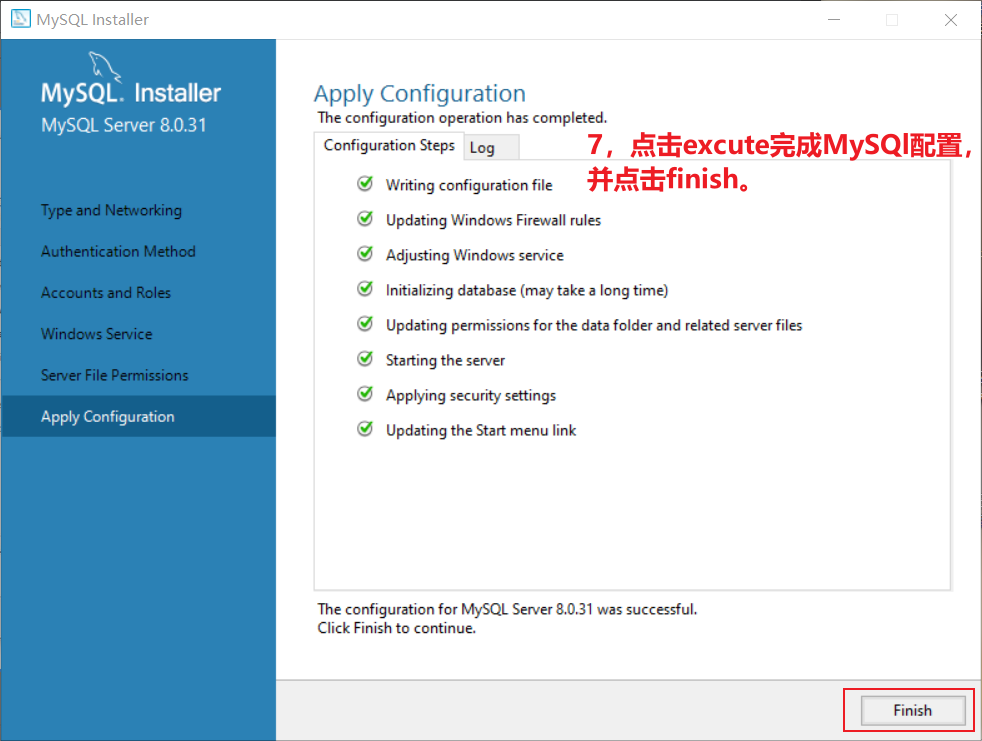 MySQL Installer
MySQL. Installer
MySQL Server 8.0.31
Type and Networking
Authentication Method
Accounts and Roles
Windows Service
Server File Permissions
Apply Configuration
Apply Configuration
The configuration operation has completed.
Configuration Steps
Log
7，点击excute完成MySQl配置，
并点击finish。
Writing configuration file
Updating Windows Firewall rules
Adjusting Windows service
Initializing database (may take a long time)
Updating permissions for the data folder and related server files
Starting the server
Applying security settings
Updating the Start menu link
The configuration for MySQL Server 8.0.31 was successful.
Click Finish to continue.
Finish